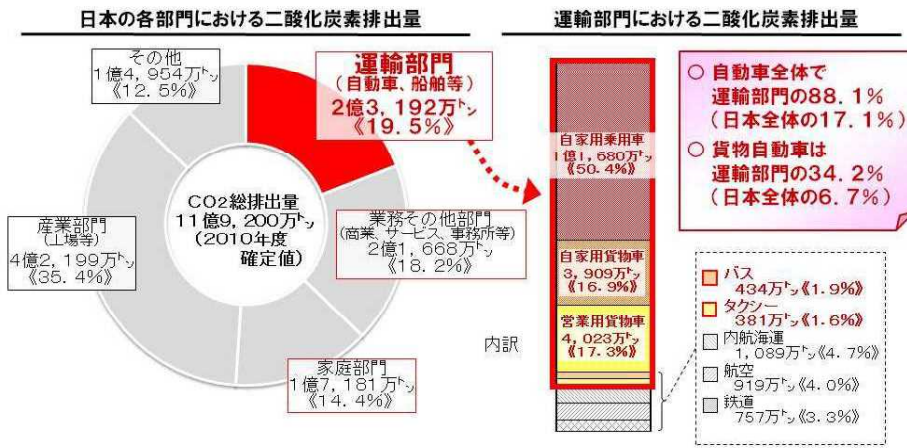 日本の各部門における二酸化炭素排出量
その他
1億4,954万㌧
《12.5%》
運輸部門
(自動車、船舶等)
2億3,192万㌧
《19.5%》
CO2総排出量
11億9,200万㌧
(2010年度
確定値)
産業部門
(工場等)
4億2,199万㌧
《35.4%》
業務その他部門
(商業、サービス、事務所等)
2億1,668万㌧
《18.2%》
家庭部門
1億7,181万㌧
《14.4%》
運輸部門における二酸化炭素排出量
自家用乗用車
1億1,680万㌧
《50.4%》
自家用貨物車
3,909万㌧
《16.9%》
営業用貨物車
4,023万㌧
《17.3%》
内訳
○ 自動車全体で
運輸部門の88.1%
(日本全体の17.1%)
○ 貨物自動車は
運輸部門の34.2%
(日本全体の6.7%)
バス
434万㌧《1.9%》
タクシー
381万㌧《1.6%》
内航海運
1,089万㌧《4.7%》
航空
919万㌧《4.0%》
鉄道
757万㌧《3.3%》